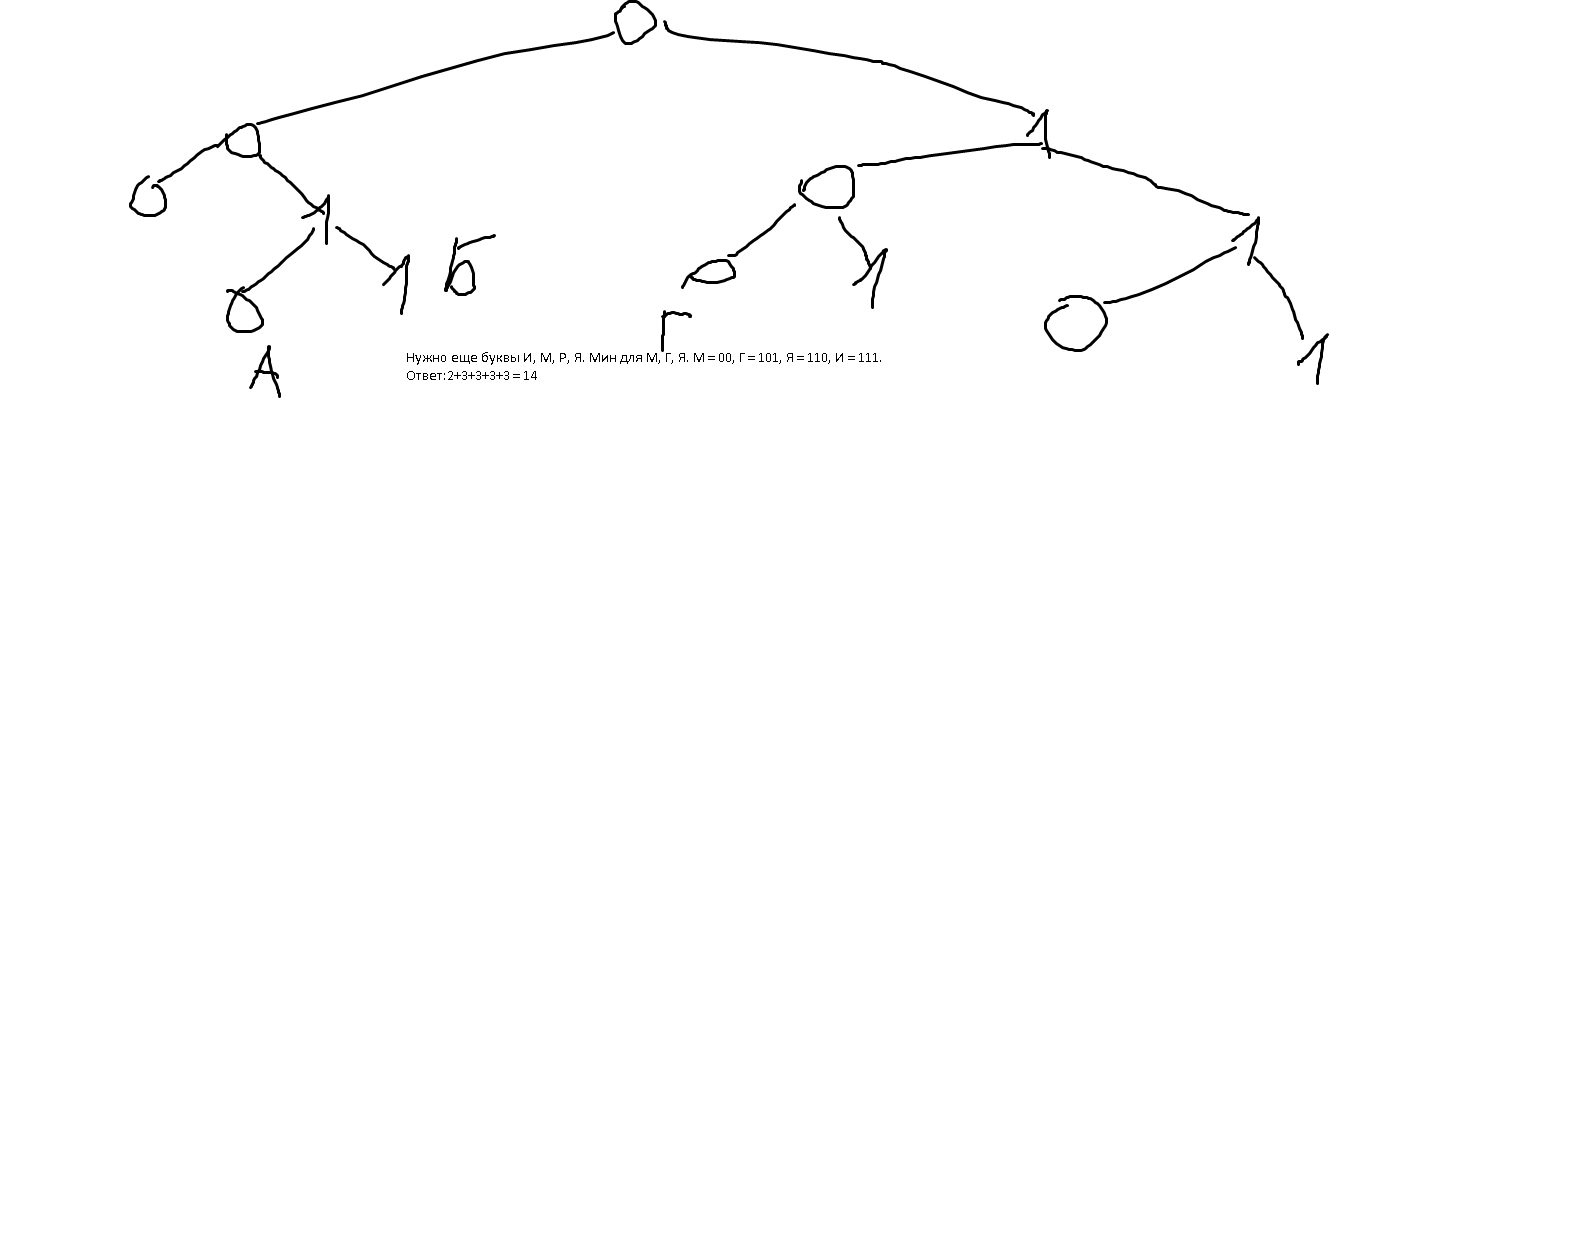 0
0 1
0 1 0 1
0 1 Б 0 1 0 1
А Г
Нужно еще буквы И, М, Р, Я. Мин для М, Г, Я. М = 00, Г = 101, Я = 110, И = 111.
Ответ:2+3+3+3+3 = 14